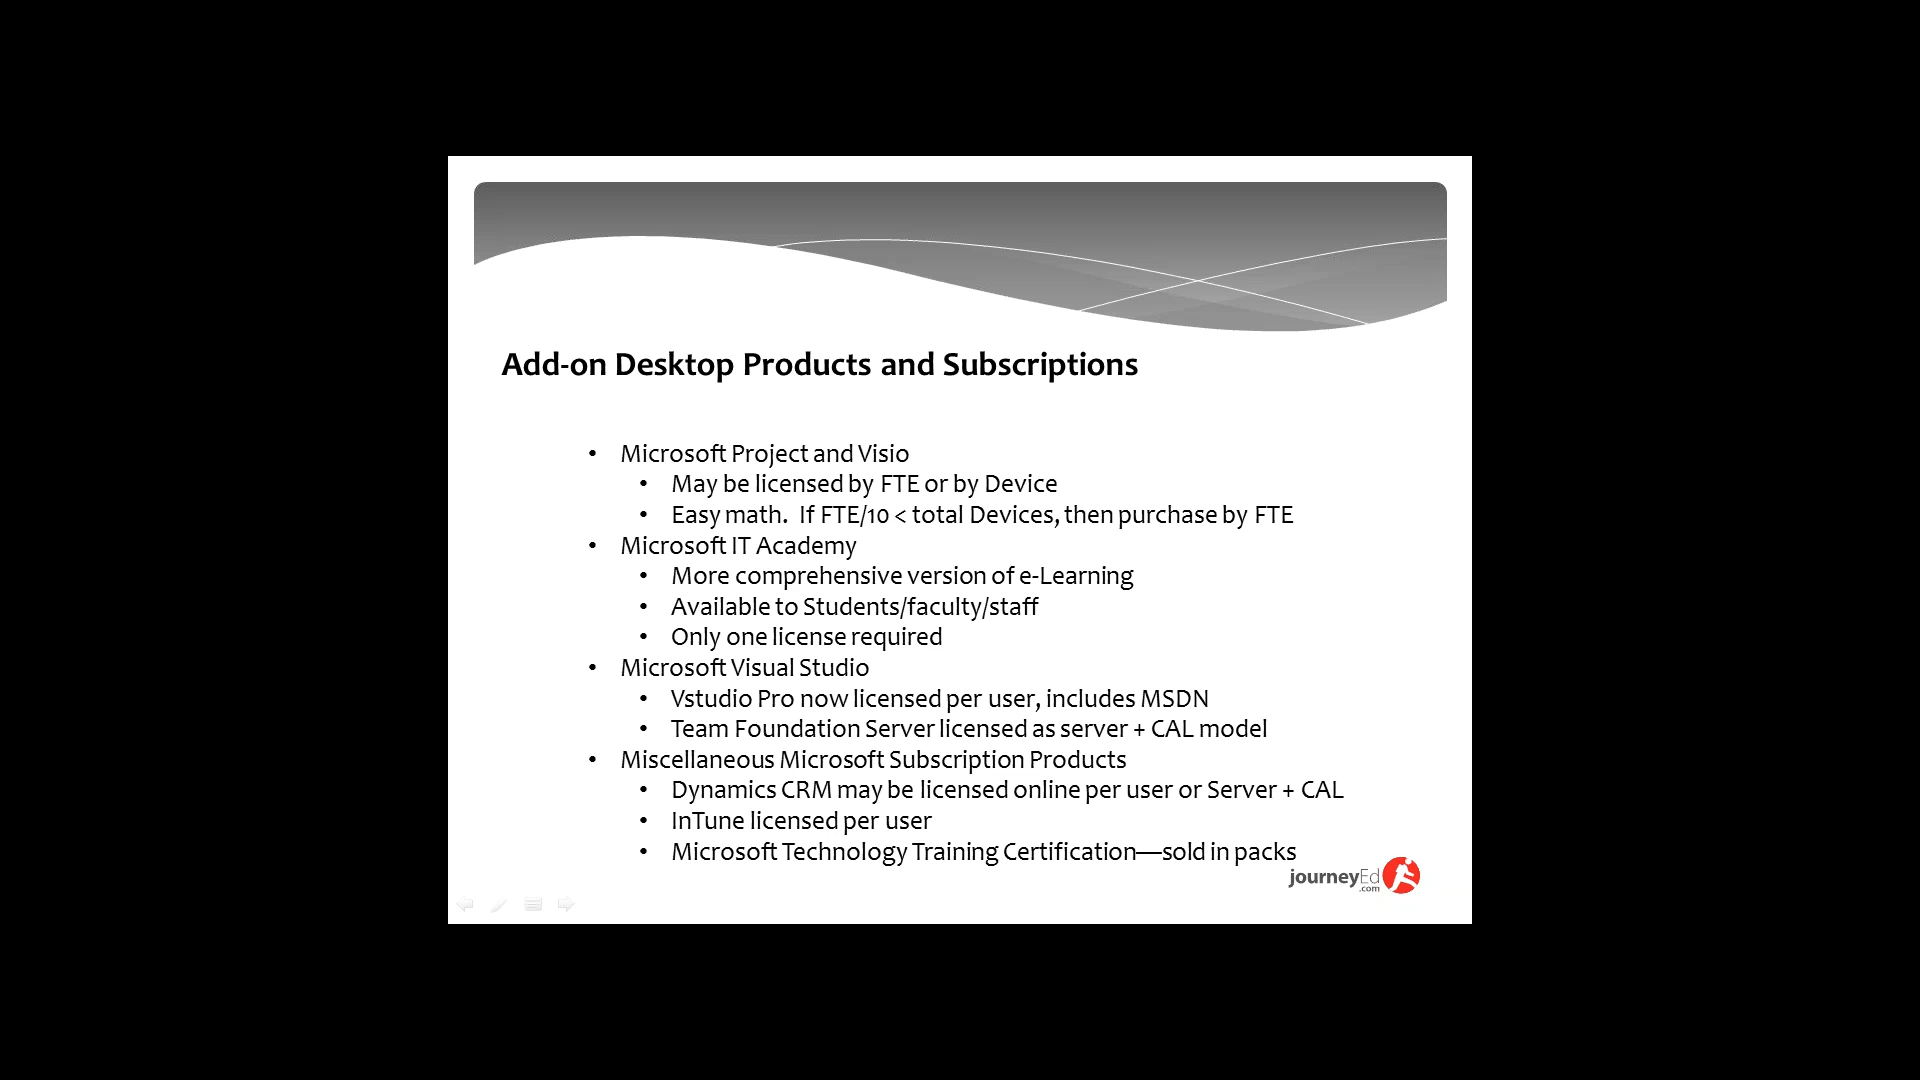 Add-on Desktop Products and Subscriptions
• Microsoft Project and Visio
• May be licensed by FTE or by Device
• Easy math.  If FTE/10 < total Devices, then purchase by FTE
• Microsoft IT Academy
• More comprehensive version of e-Learning
• Available to Students/faculty/staff
• Only one license required
• Microsoft Visual Studio
• Vstudio Pro now licensed per user, includes MSDN
• Team Foundation Server licensed as server + CAL model
• Miscellaneous Microsoft Subscription Products
• Dynamics CRM may be licensed online per user or Server + CAL
• InTune licensed per user
• Microsoft Technology Training Certification—sold in packs
journeyEd
.com